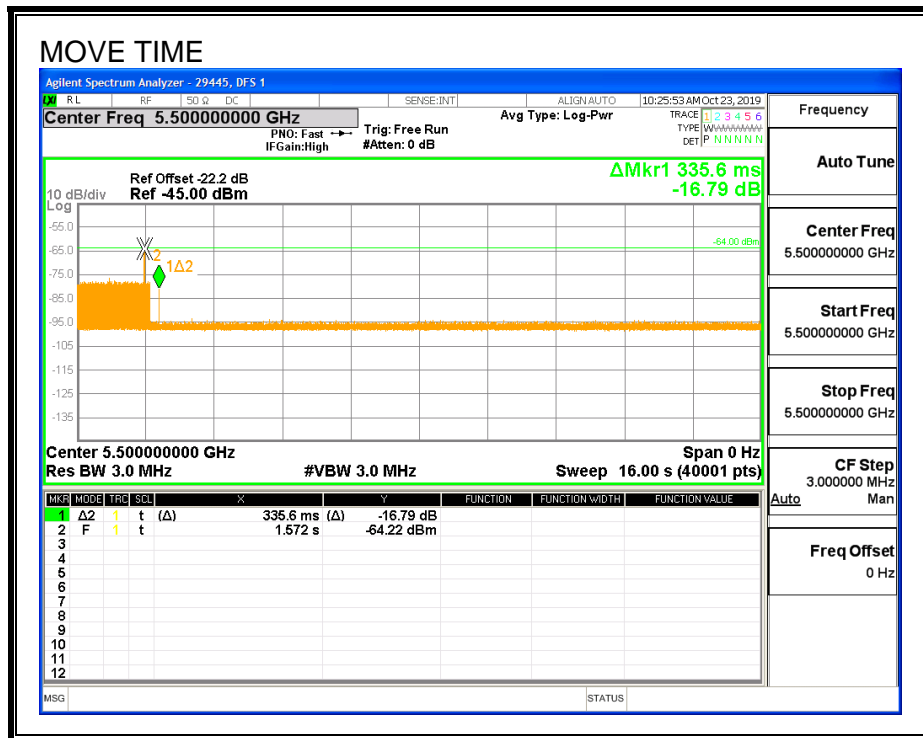 MOVE TIME
Agilent Spectrum Analyzer - 29445, DFS 1
LXI RL RF 50 Ω DC SENSE:INT ALIGN AUTO 10:25:53 AM Oct 23, 2019
Center Freq 5.500000000 GHz
PNO: Fast
IFGain:High
Trig: Free Run
#Atten: 0 dB
Avg Type: Log-Pwr
TRACE 1 2 3 4 5 6
TYPE WWWWWWW
DET P N N N N N
ΔMkr1 335.6 ms
-16.79 dB
Ref Offset -22.2 dB
Ref -45.00 dBm
10 dB/div
Log
-55.0
-65.0
-75.0
-85.0
-95.0
-105
-115
-125
-135
-64.00 dBm
2
1Δ2
Center 5.500000000 GHz Span 0 Hz
Res BW 3.0 MHz #VBW 3.0 MHz Sweep 16.00 s (40001 pts)
MKR MODE TRC SCL X Y FUNCTION FUNCTION WIDTH FUNCTION VALUE
1 Δ2 1 t (Δ) 335.6 ms (Δ) -16.79 dB
2 F 1 t 1.572 s -64.22 dBm
3
4
5
6
7
8
9
10
11
12
MSG STATUS
Frequency
Auto Tune
Center Freq
5.500000000 GHz
Start Freq
5.500000000 GHz
Stop Freq
5.500000000 GHz
CF Step
3.000000 MHz
Auto Man
Freq Offset
0 Hz